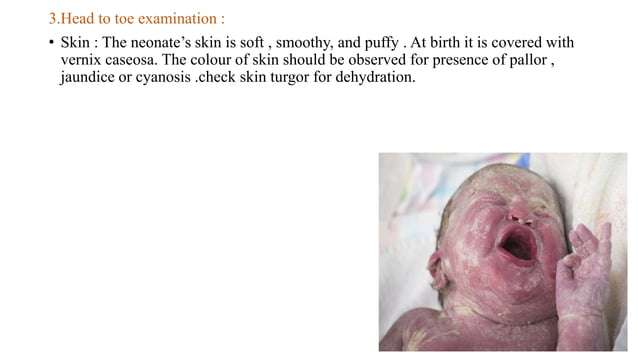 3.Head to toe examination :
• Skin : The neonate’s skin is soft , smoothy, and puffy . At birth it is covered with
vernix caseosa. The colour of skin should be observed for presence of pallor ,
jaundice or cyanosis .check skin turgor for dehydration.